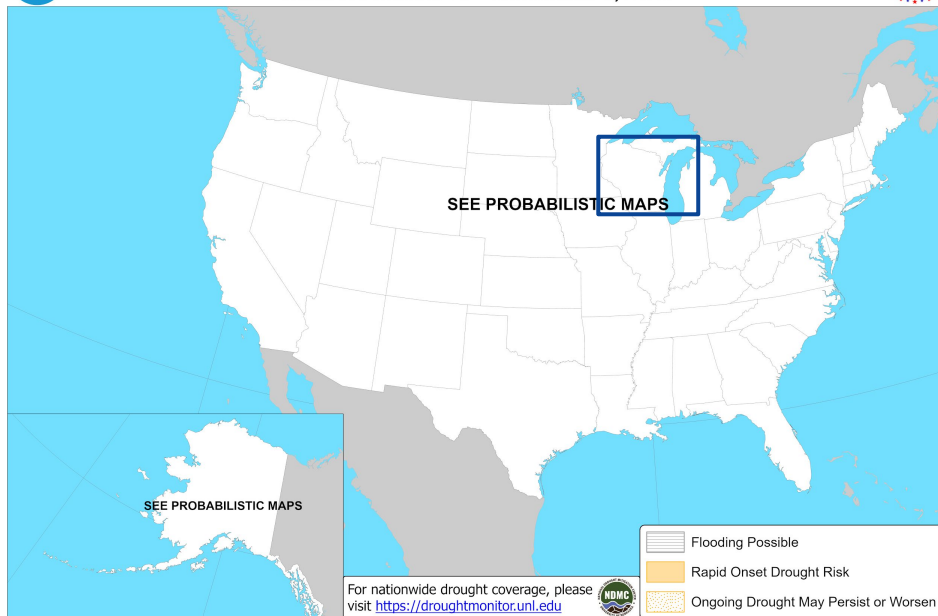 SEE PROBABILISTIC MAPS
SEE PROBABILISTIC MAPS
For nationwide drought coverage, please
visit https://droughtmonitor.unl.edu
NDMC
Flooding Possible
Rapid Onset Drought Risk
Ongoing Drought May Persist or Worsen